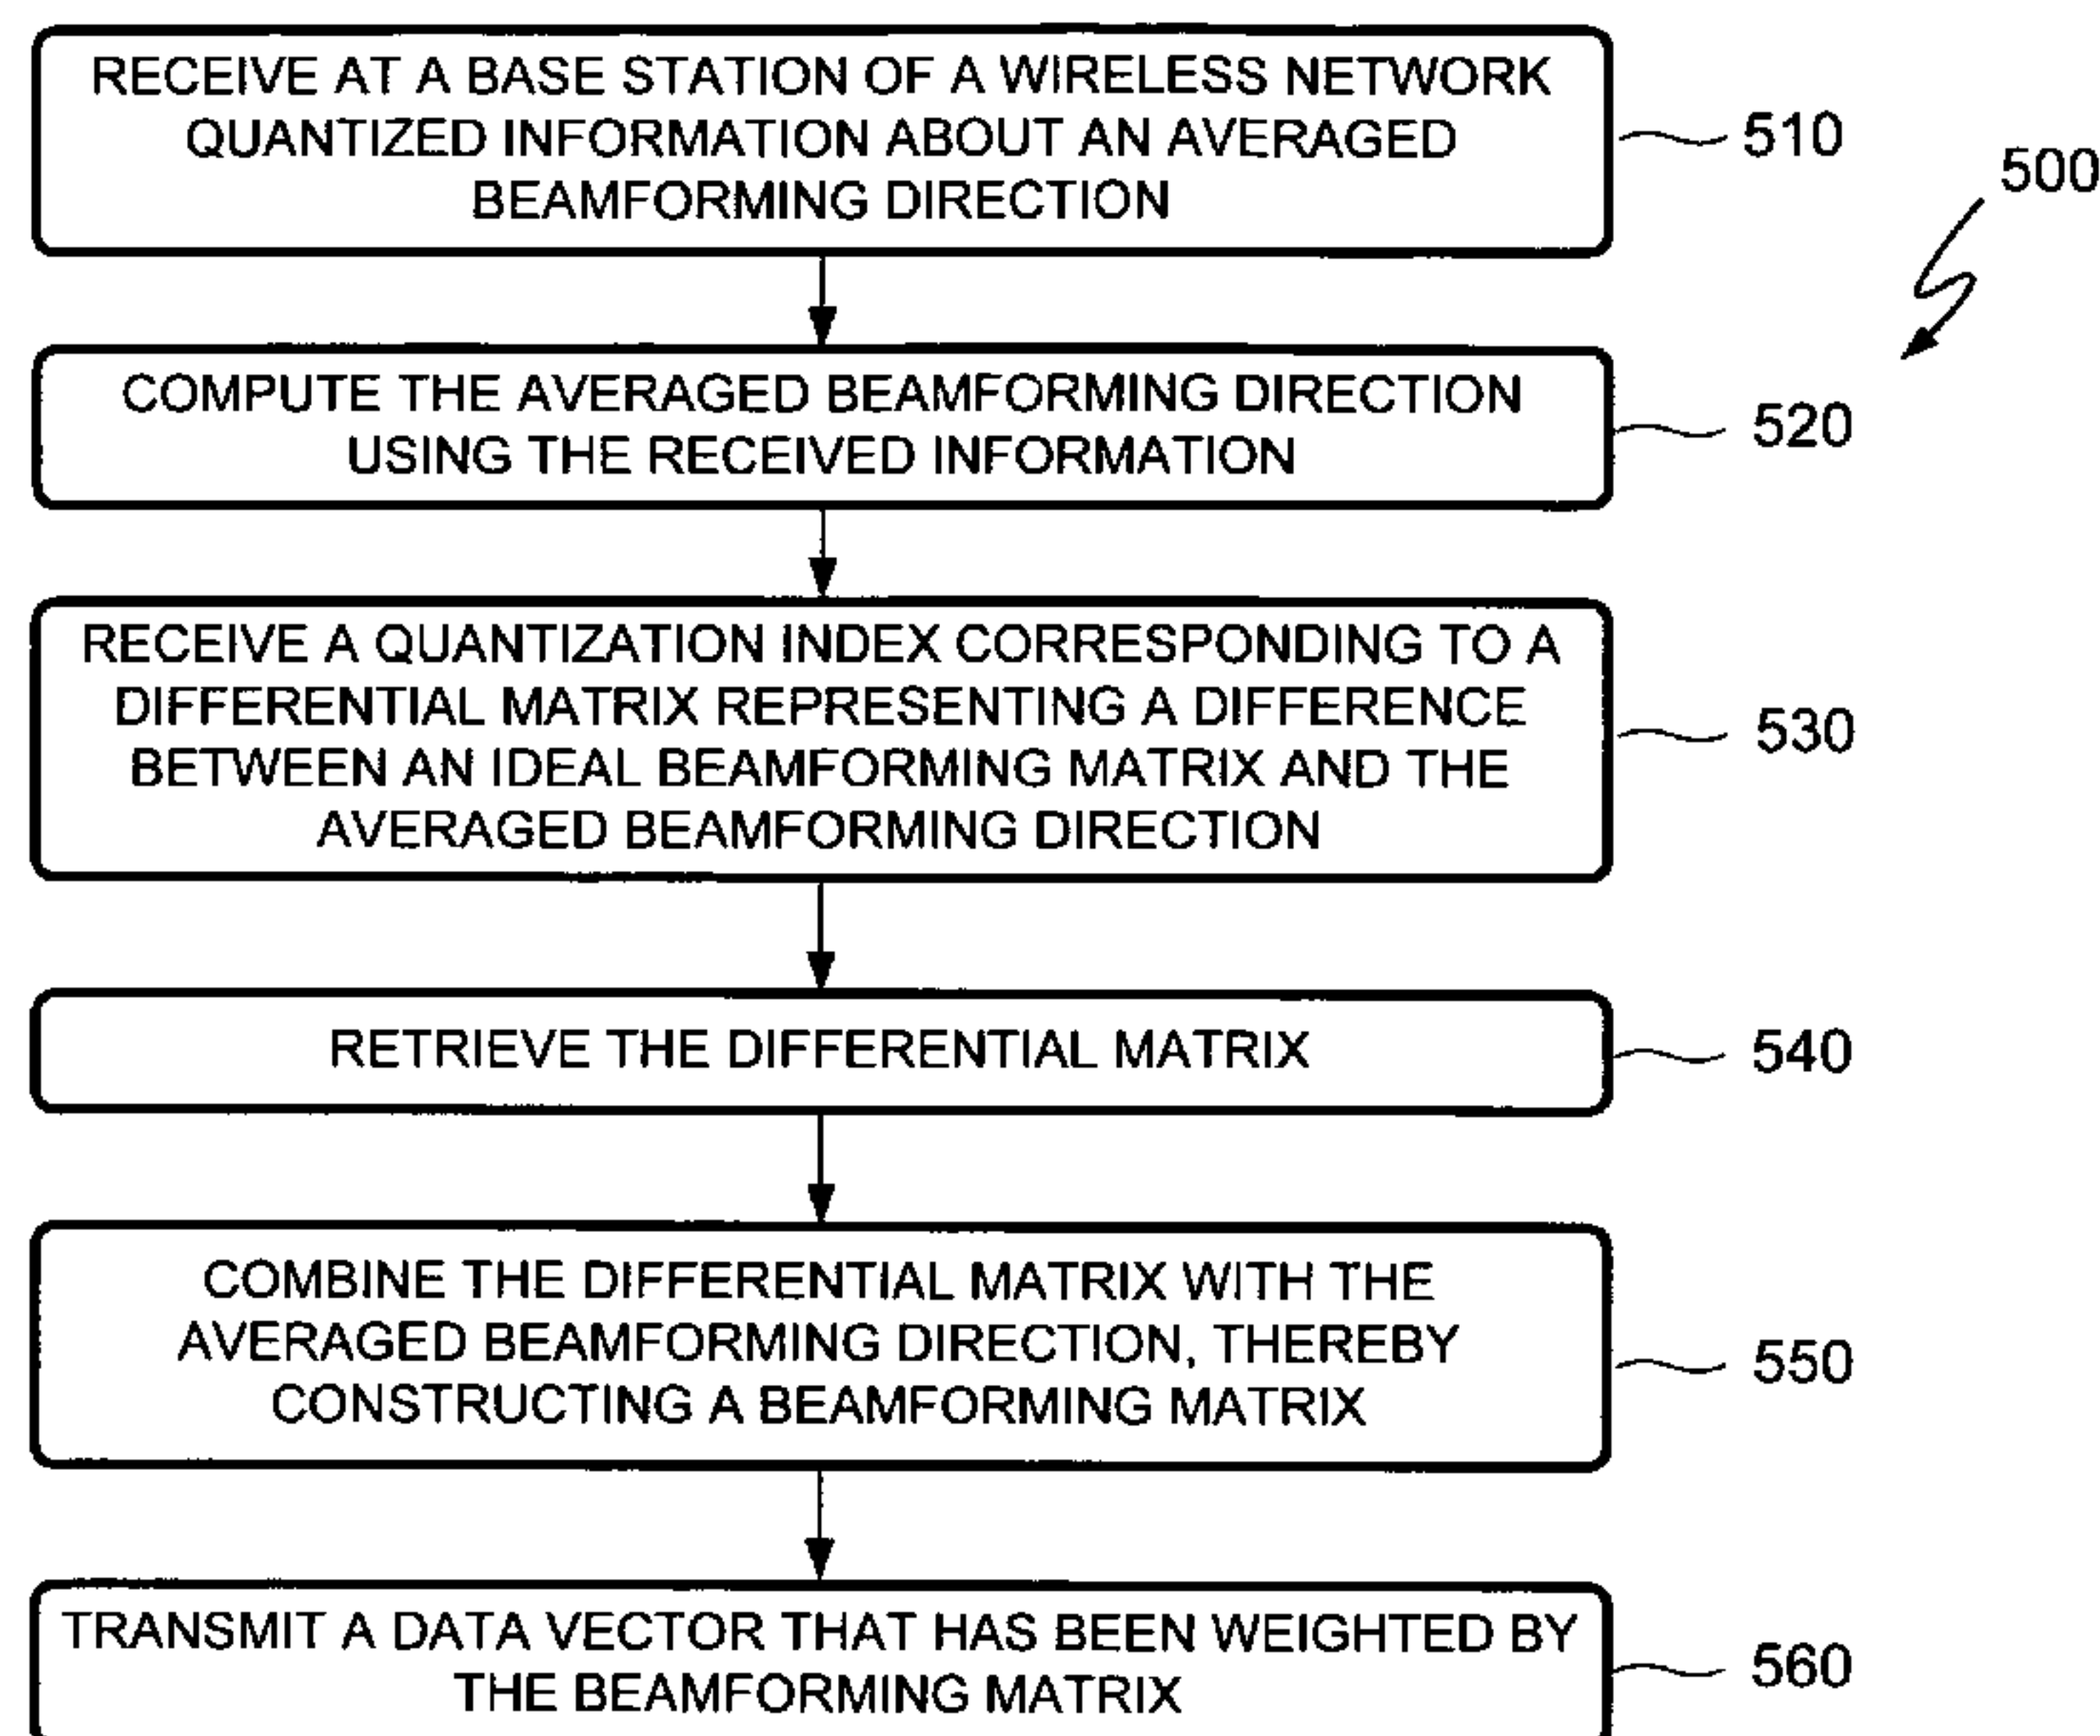 RECEIVE AT A BASE STATION OF A WIRELESS NETWORK
QUANTIZED INFORMATION ABOUT AN AVERAGED
BEAMFORMING DIRECTION
510
500
COMPUTE THE AVERAGED BEAMFORMING DIRECTION
USING THE RECEIVED INFORMATION
520
RECEIVE A QUANTIZATION INDEX CORRESPONDING TO A
DIFFERENTIAL MATRIX REPRESENTING A DIFFERENCE
BETWEEN AN IDEAL BEAMFORMING MATRIX AND THE
AVERAGED BEAMFORMING DIRECTION
530
RETRIEVE THE DIFFERENTIAL MATRIX
540
COMBINE THE DIFFERENTIAL MATRIX WITH THE
AVERAGED BEAMFORMING DIRECTION, THEREBY
CONSTRUCTING A BEAMFORMING MATRIX
550
TRANSMIT A DATA VECTOR THAT HAS BEEN WEIGHTED BY
THE BEAMFORMING MATRIX
560